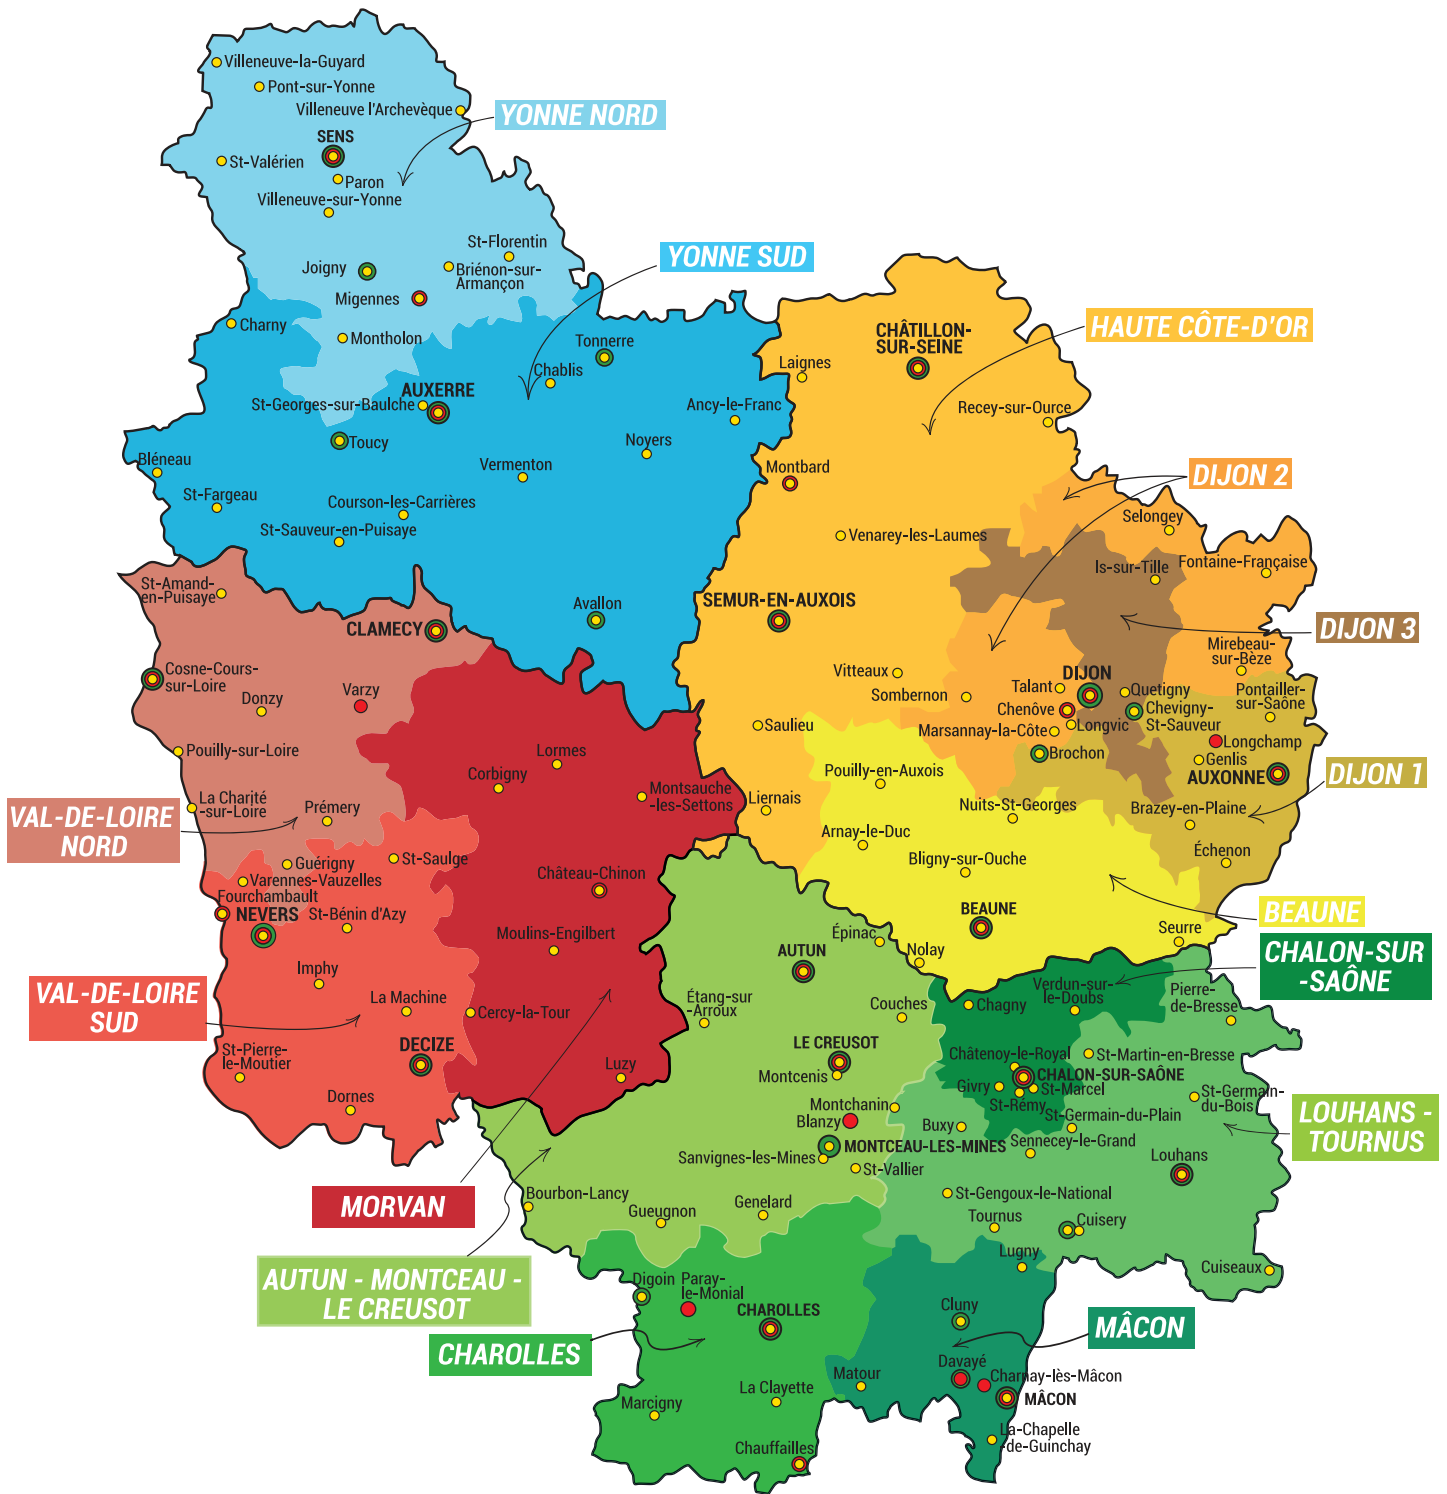 Villeneuve-la-Guyard
Pont-sur-Yonne
Villeneuve l'Archevèque
YONNE NORD
SENS
St-Valérien
Paron
Villeneuve-sur-Yonne
St-Florentin
YONNE SUD
Joigny
Briénon-sur-
Armançon
Migennes
Charny
Montholon
HAUTE CÔTE-D'OR
CHÂTILLON-
SUR-SEINE
Tonnerre
Chablis
Laignes
AUXERRE
St-Georges-sur-Baulche
Ancy-le-Franc
Recey-sur-Ource
Toucy
Noyers
Bléneau
Vermenton
Montbard
DIJON 2
St-Fargeau
Courson-les-Carrières
St-Sauveur-en-Puisaye
Selongey
Venarey-les-Laumes
Is-sur-Tille
Fontaine-Française
St-Amand-
en-Puisaye
Avallon
SEMUR-EN-AUXOIS
CLAMECY
DIJON 3
Mirebeau-
sur-Bèze
Cosne-Cours-
sur-Loire
Donzy
Varzy
Vitteaux
Sombernon
DIJON
Talant
Quetigny
Pontailler-
sur-Saône
Chenôve
Chevigny-
St-Sauveur
Saulieu
Marsannay-la-Côte
Longvic
Longchamp
Pouilly-sur-Loire
Lormes
Brochon
Genlis
Corbigny
Pouilly-en-Auxois
AUXONNE
DIJON 1
Montsauche
-les-Settons
Liernais
Nuits-St-Georges
Brazey-en-Plaine
La Charité
-sur-Loire
Prémery
VAL-DE-LOIRE
NORD
Arnay-le-Duc
Bligny-sur-Ouche
Échenon
Guérigny
St-Saulge
Varennes-Vauzelles
Château-Chinon
Fourchambault
NEVERS
St-Bénin d'Azy
BEAUNE
BEAUNE
Moulins-Engilbert
Épinac
Seurre
AUTUN
Nolay
CHALON-SUR
-SAÔNE
Imphy
VAL-DE-LOIRE
SUD
La Machine
Cercy-la-Tour
Étang-sur
-Arroux
Couches
Chagny
Verdun-sur-
le-Doubs
Pierre-
de-Bresse
DECIZE
LE CREUSOT
Châtenoy-le-Royal
St-Martin-en-Bresse
St-Pierre-
le-Moutier
Luzy
Montcenis
CHALON-SUR-SAÔNE
Givry
St-Marcel
St-Rémy
St-Germain-
du-Bois
Dornes
Montchanin
Blanzy
Buxy
St-Germain-du-Plain
LOUHANS -
TOURNUS
MONTCEAU-LES-MINES
Sennecey-le-Grand
Sanvignes-les-Mines
St-Vallier
Louhans
MORVAN
Bourbon-Lancy
Gueugnon
Genelard
St-Gengoux-le-National
Tournus
Cuisery
Lugny
Cuiseaux
AUTUN - MONTCEAU -
LE CREUSOT
Digoin
Paray-
le-Monial
CHAROLLES
Cluny
MÂCON
CHAROLLES
Davayé
Charnay-lès-Mâcon
Matour
MÂCON
La Clayette
Marcigny
La-Chapelle
-de-Guinchay
Chauffailles